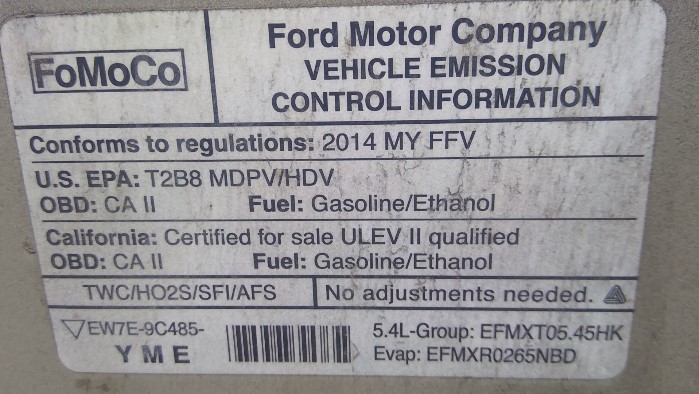 FoMoCo
Ford Motor Company
VEHICLE EMISSION
CONTROL INFORMATION
Conforms to regulations: 2014 MY FFV
U.S. EPA: T2B8 MDPV/HDV
OBD: CA II Fuel: Gasoline/Ethanol
California: Certified for sale ULEV II qualified
OBD: CA II Fuel: Gasoline/Ethanol
TWC/HO2S/SFI/AFS No adjustments needed.
EW7E-9C485-
YME
5.4L-Group: EFMXT05.45HK
Evap: EFMXR0265NBD